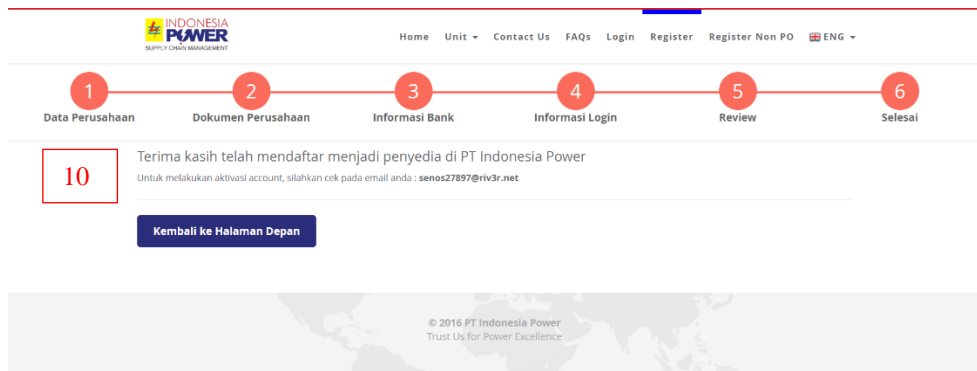 INDONESIA
POWER
SUPPLY CHAIN MANAGEMENT
Home Unit Contact Us FAQs Login Register Register Non PO ENG
1 2 3 4 5 6
Data Perusahaan Dokumen Perusahaan Informasi Bank Informasi Login Review Selesai
10
Terima kasih telah mendaftar menjadi penyedia di PT Indonesia Power
Untuk melakukan aktivasi account, silahkan cek pada email anda : senos27897@riv3r.net
Kembali ke Halaman Depan
© 2016 PT Indonesia Power
Trust Us for Power Excellence